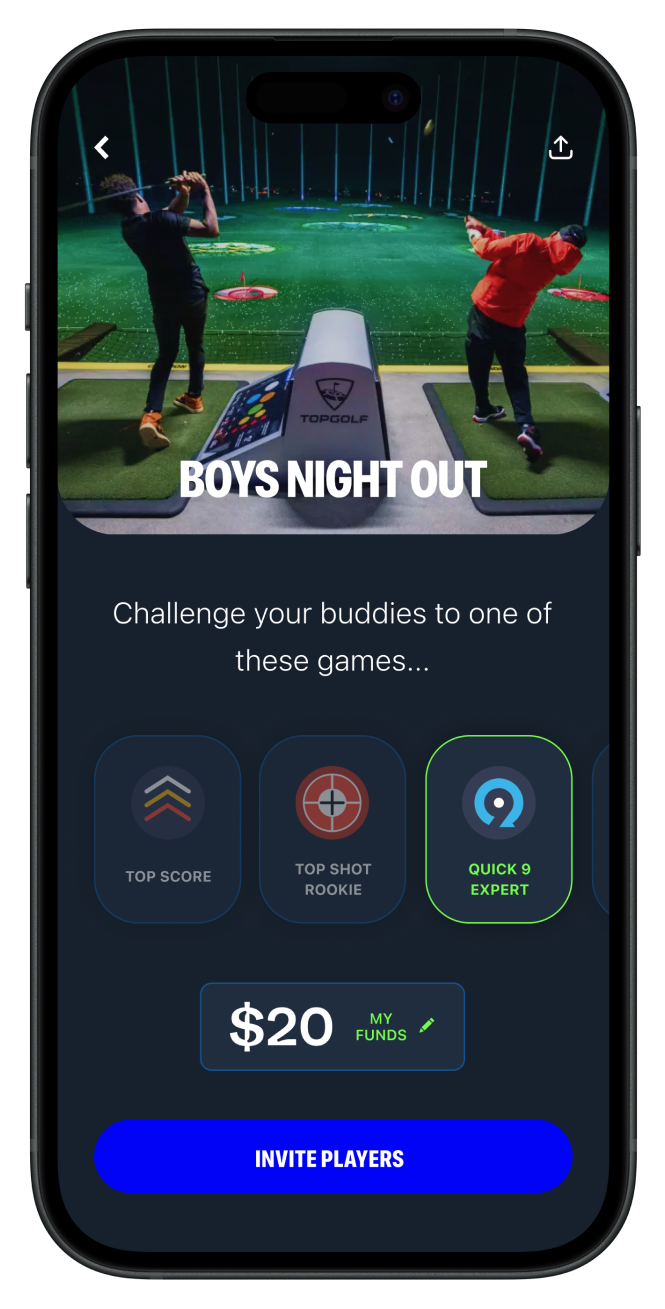 TOPGOLF
BOYS NIGHT OUT
Challenge your buddies to one of
these games...
TOP SCORE
TOP SHOT
ROOKIE
QUICK 9
EXPERT
$20
MY
FUNDS
INVITE PLAYERS